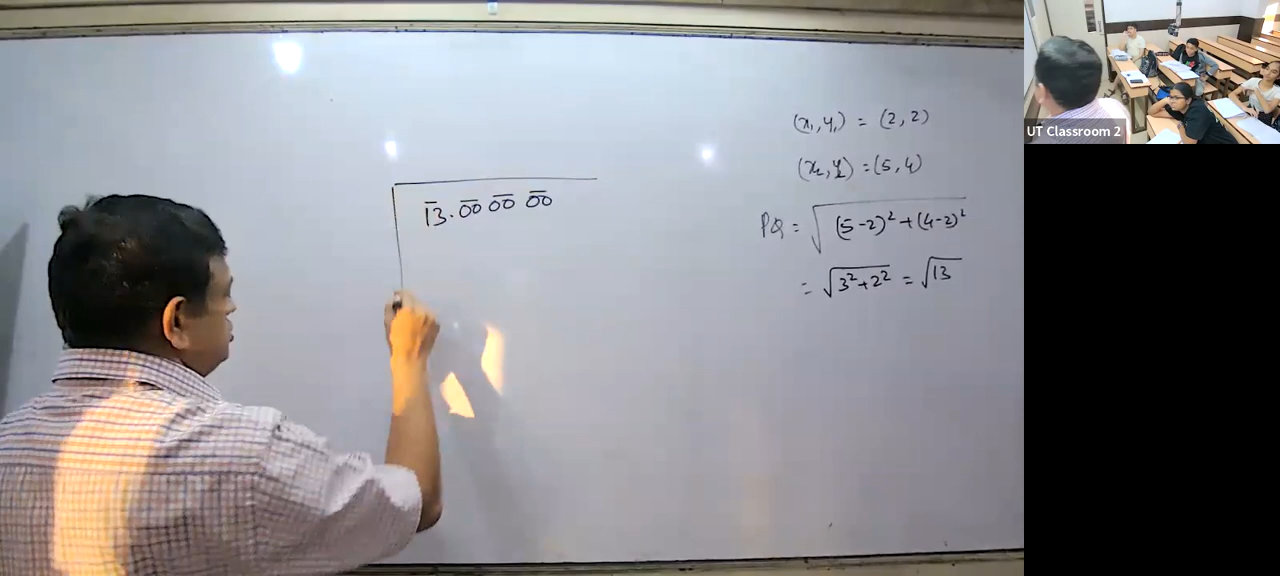 13.00 00 00
(x₁, y₁) = (2, 2)
(x₂, y₂) = (5, 4)
PQ = √((5-2)² + (4-2)²)
= √(3²+2²) = √13
UT Classroom 2